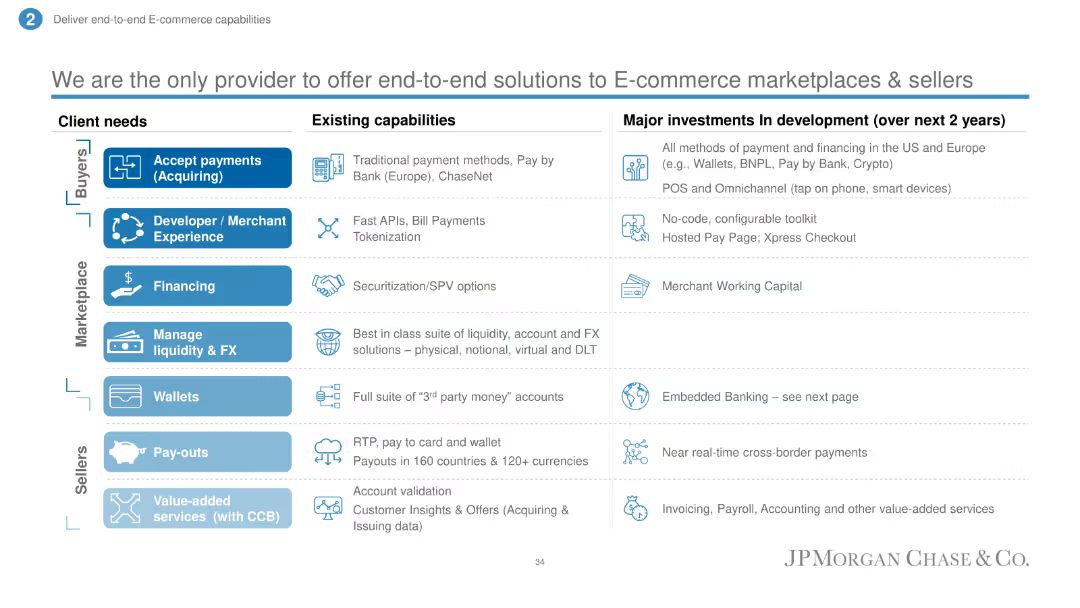 2 Deliver end-to-end E-commerce capabilities
We are the only provider to offer end-to-end solutions to E-commerce marketplaces & sellers
Client needs
Existing capabilities
Major investments In development (over next 2 years)
Buyers
Accept payments
(Acquiring)
Traditional payment methods, Pay by
Bank (Europe), ChaseNet
All methods of payment and financing in the US and Europe
(e.g., Wallets, BNPL, Pay by Bank, Crypto)
POS and Omnichannel (tap on phone, smart devices)
Marketplace
Developer / Merchant
Experience
Fast APIs, Bill Payments
Tokenization
No-code, configurable toolkit
Hosted Pay Page; Xpress Checkout
$
Financing
Securitization/SPV options
Merchant Working Capital
Manage
liquidity & FX
Best in class suite of liquidity, account and FX
solutions – physical, notional, virtual and DLT
Sellers
Wallets
Full suite of “3rd party money” accounts
Embedded Banking – see next page
Pay-outs
RTP, pay to card and wallet
Payouts in 160 countries & 120+ currencies
Near real-time cross-border payments
Value-added
services (with CCB)
Account validation
Customer Insights & Offers (Acquiring &
Issuing data)
Invoicing, Payroll, Accounting and other value-added services
34
JPMORGAN CHASE & CO.